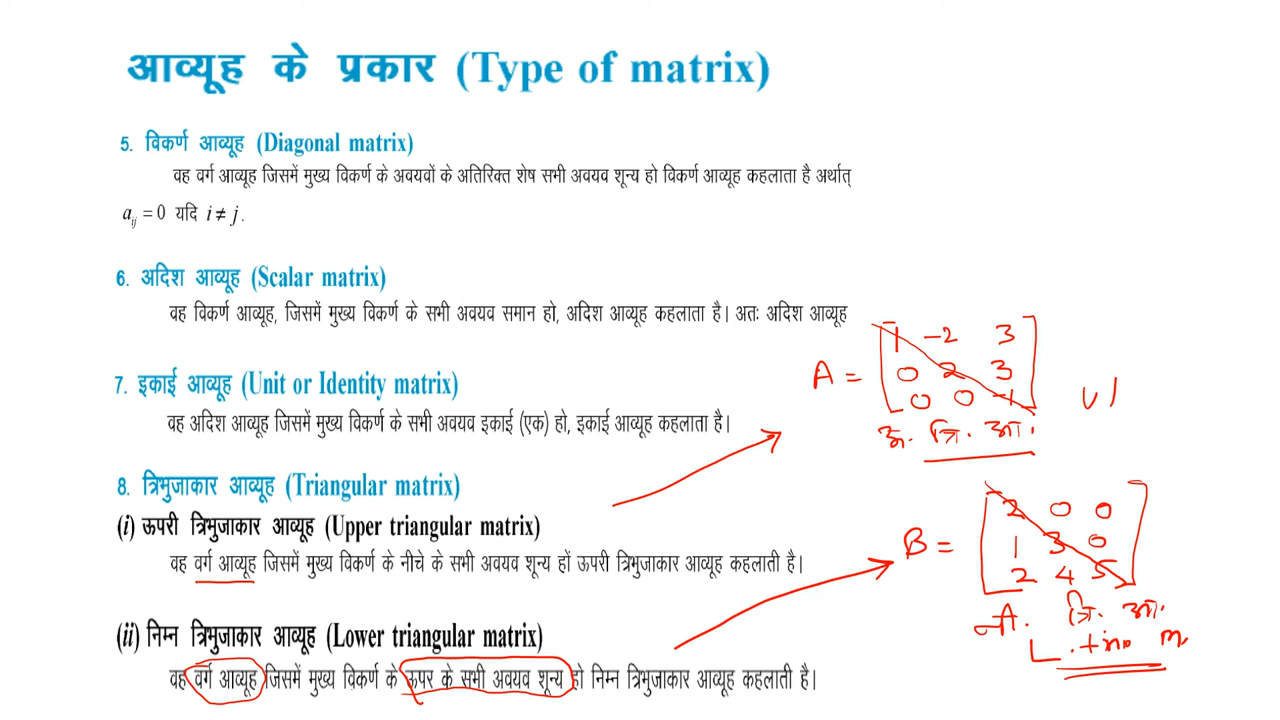 आव्यूह के प्रकार (Type of matrix)
5. विकर्ण आव्यूह (Diagonal matrix)
वह वर्ग आव्यूह जिसमें मुख्य विकर्ण के अवयवों के अतिरिक्त शेष सभी अवयव शून्य हो विकर्ण आव्यूह कहलाता है अर्थात्
aᵢⱼ = 0 यदि i ≠ j.
6. अदिश आव्यूह (Scalar matrix)
वह विकर्ण आव्यूह, जिसमें मुख्य विकर्ण के सभी अवयव समान हो, अदिश आव्यूह कहलाता है। अतः अदिश आव्यूह
7. इकाई आव्यूह (Unit or Identity matrix)
वह अदिश आव्यूह जिसमें मुख्य विकर्ण के सभी अवयव इकाई (एक) हो, इकाई आव्यूह कहलाता है।
8. त्रिभुजाकार आव्यूह (Triangular matrix)
(i) ऊपरी त्रिभुजाकार आव्यूह (Upper triangular matrix)
वह वर्ग आव्यूह जिसमें मुख्य विकर्ण के नीचे के सभी अवयव शून्य हों ऊपरी त्रिभुजाकार आव्यूह कहलाती है।
(ii) निम्न त्रिभुजाकार आव्यूह (Lower triangular matrix)
वह वर्ग आव्यूह जिसमें मुख्य विकर्ण के ऊपर के सभी अवयव शून्य हो निम्न त्रिभुजाकार आव्यूह कहलाता है।
1 -2 3
A = 0 2 3
0 0 -1
ऊ. त्रि. आ.
2 0 0
B = 1 3 0
2 4 5
त्रि. आ.